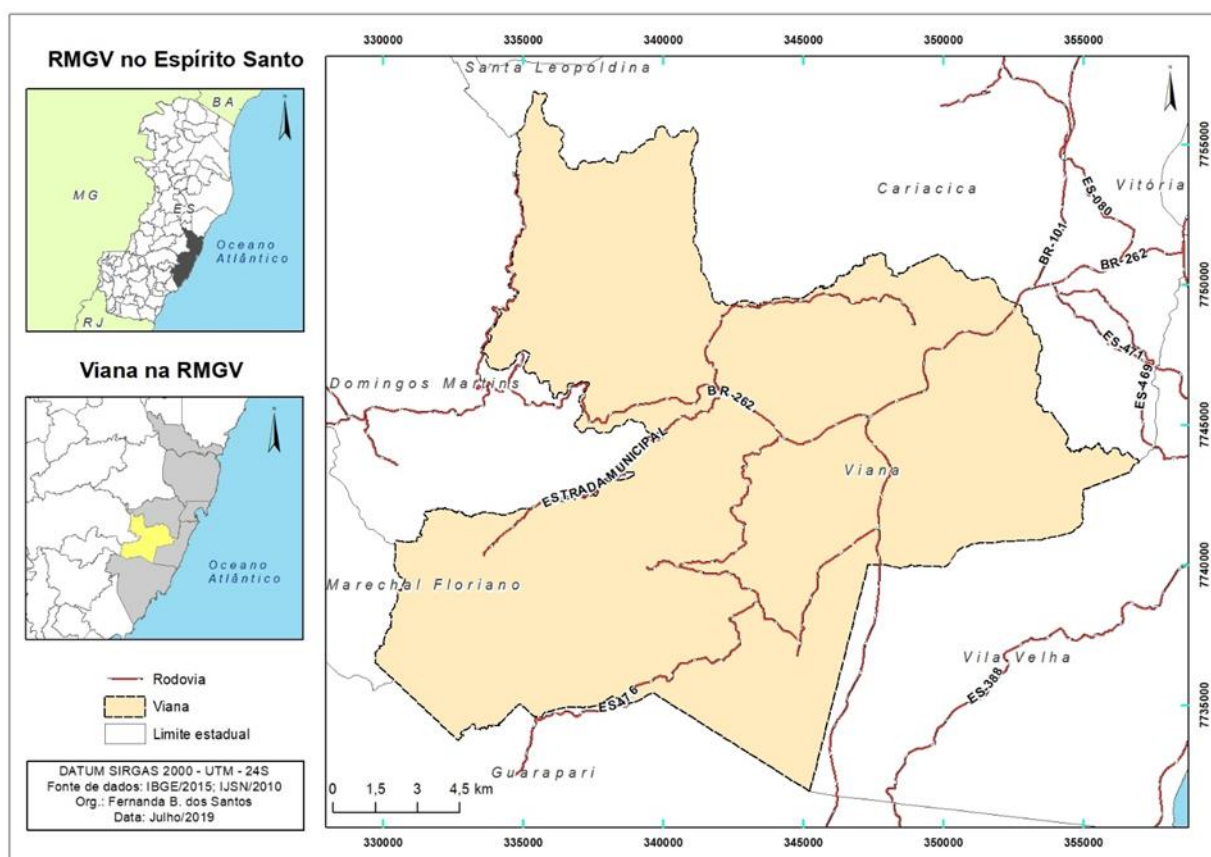 RMGV no Espírito Santo
BA
MG
ES
Oceano
Atlântico
RJ
Viana na RMGV
Oceano
Atlântico
Rodovia
Viana
Limite estadual
DATUM SIRGAS 2000 - UTM - 24S
Fonte de dados: IBGE/2015; IJSN/2010
Org.: Fernanda B. dos Santos
Data: Julho/2019
330000 335000 340000 345000 350000 355000
Santa Leopoldina
7755000
Cariacica
Vitória
ES-080
BR-101
BR-262
7750000
ES-471
ES-469
Domingos Martins
BR-262
7745000
ESTRADA MUNICIPAL
Viana
Marechal Floriano
7740000
Vila Velha
ES-388
ES476
7735000
Guarapari
0 1,5 3 4,5 km
330000 335000 340000 345000 350000 355000